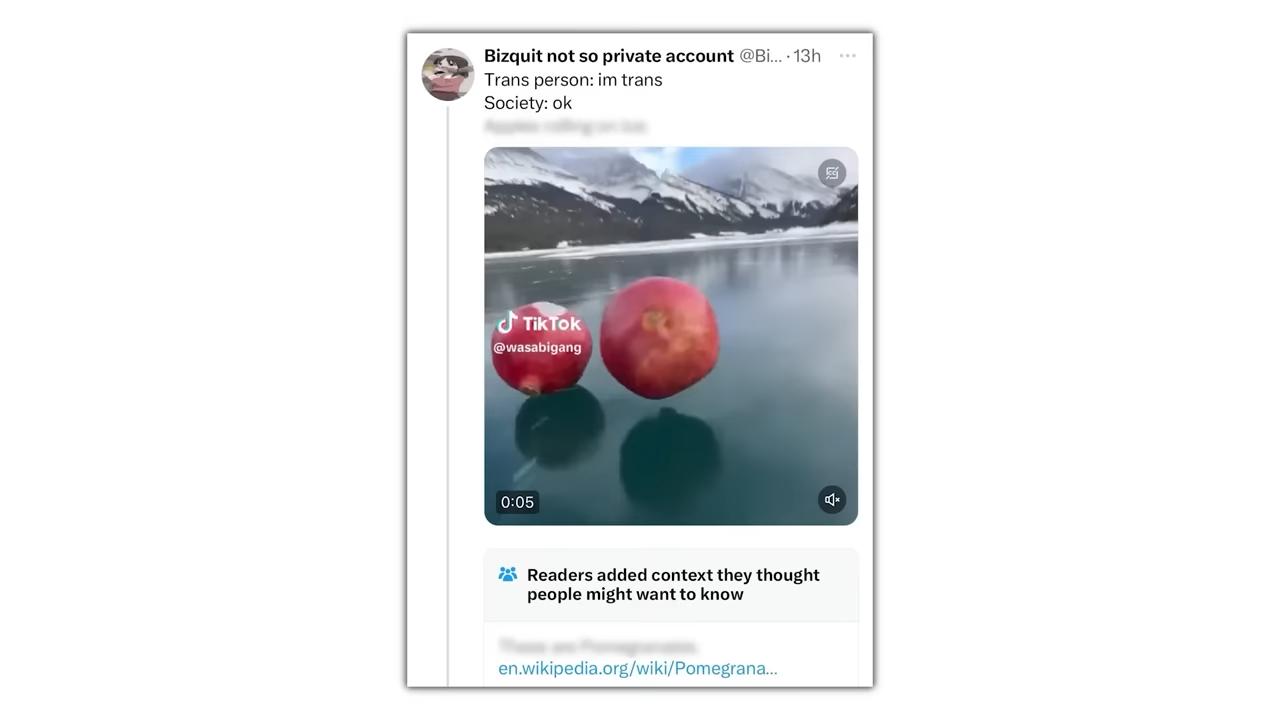 Bizquit not so private account @Bi... · 13h
Trans person: im trans
Society: ok
TikTok
@wasabigang
0:05
Readers added context they thought
people might want to know
en.wikipedia.org/wiki/Pomegrana...